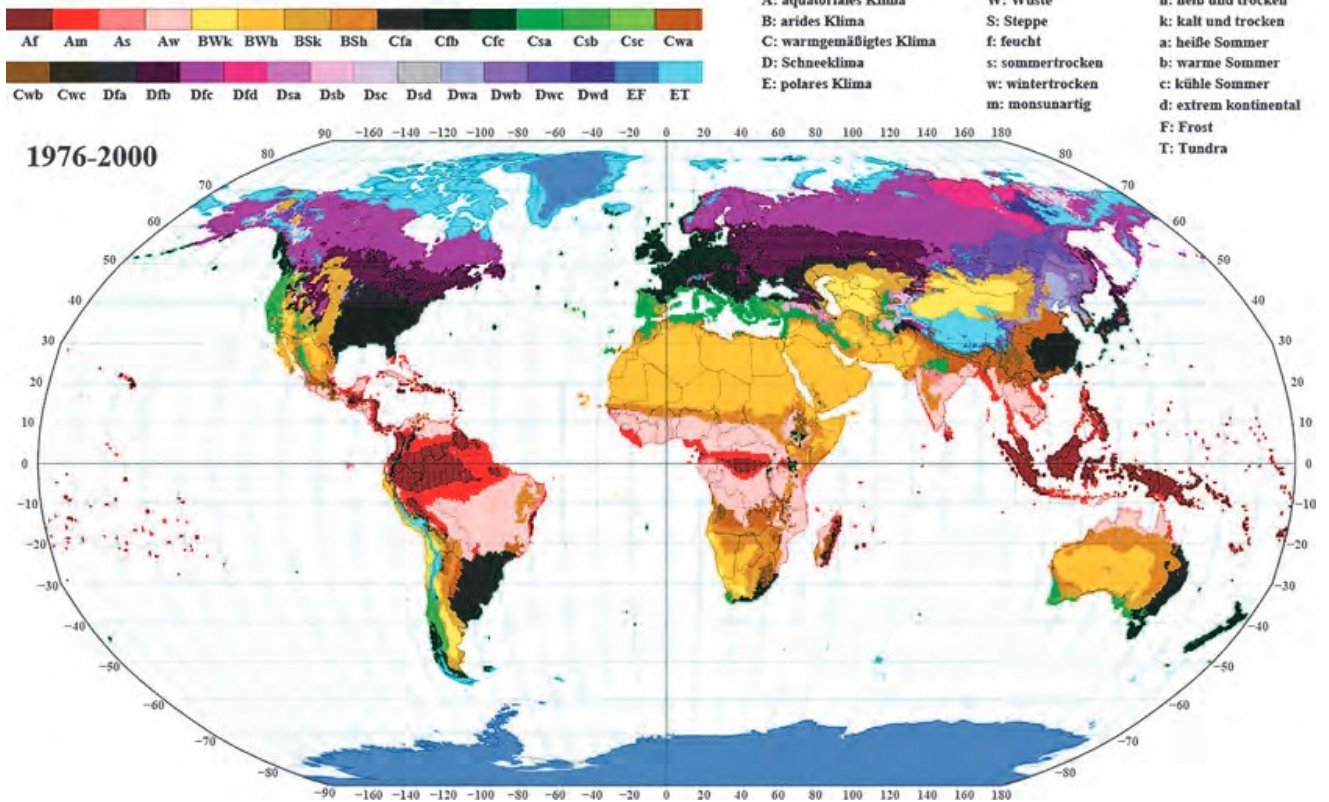 Af Am As Aw BWk BWh BSk BSh Cfa Cfb Cfc Csa Csb Csc Cwa
Cwb Cwc Dfa Dfb Dfc Dfd Dsa Dsb Dsc Dsd Dwa Dwb Dwc Dwd EF ET
A: äquatoriales Klima
B: arides Klima
C: warmgemäßigtes Klima
D: Schneeklima
E: polares Klima
W: Wüste
S: Steppe
f: feucht
s: sommertrocken
w: wintertrocken
m: monsunartig
h: heiß und trocken
k: kalt und trocken
a: heiße Sommer
b: warme Sommer
c: kühle Sommer
d: extrem kontinental
F: Frost
T: Tundra
1976-2000
90 −160 −140 −120 −100 −80 −60 −40 −20 0 20 40 60 80 100 120 140 160 180
80 80
70 70
60 60
50 50
40 40
30 30
20 20
10 10
0 0
−10 −10
−20 −20
−30 −30
−40 −40
−50 −50
−60 −60
−70 −70
−80 −80
−90 −160 −140 −120 −100 −80 −60 −40 −20 0 20 40 60 80 100 120 140 160 180